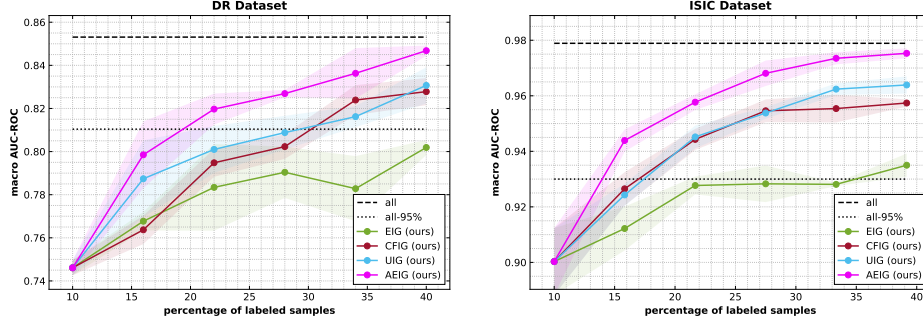 DR Dataset
0.86
0.84
0.82
0.80
0.78
0.76
0.74
macro AUC-ROC
10
15
20
25
30
35
40
percentage of labeled samples
all
all-95%
EIG (ours)
CFIG (ours)
UIG (ours)
AEIG (ours)
ISIC Dataset
0.98
0.96
0.94
0.92
0.90
macro AUC-ROC
10
15
20
25
30
35
40
percentage of labeled samples
all
all-95%
EIG (ours)
CFIG (ours)
UIG (ours)
AEIG (ours)